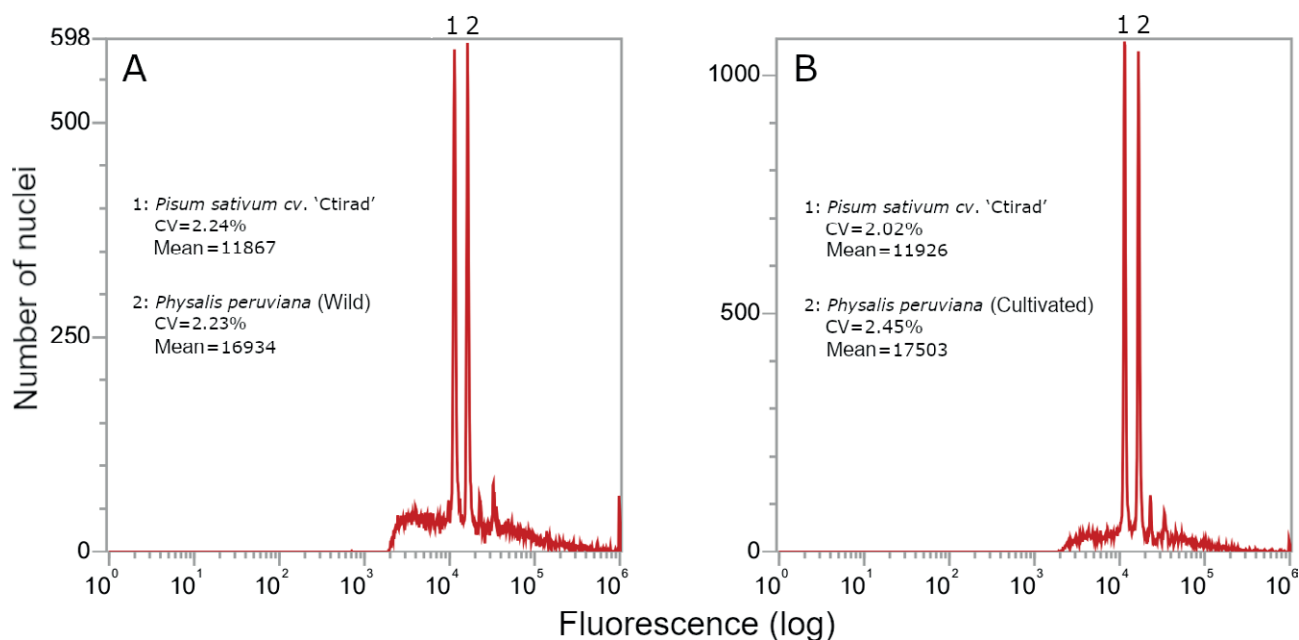 Number of nuclei
1 2
598
500
250
0
A
1: Pisum sativum cv. ‘Ctirad’
CV=2.24%
Mean=11867
2: Physalis peruviana (Wild)
CV=2.23%
Mean=16934
10⁰ 10¹ 10² 10³ 10⁴ 10⁵ 10⁶
1 2
1000
500
0
B
1: Pisum sativum cv. ‘Ctirad’
CV=2.02%
Mean=11926
2: Physalis peruviana (Cultivated)
CV=2.45%
Mean=17503
10⁰ 10¹ 10² 10³ 10⁴ 10⁵ 10⁶
Fluorescence (log)